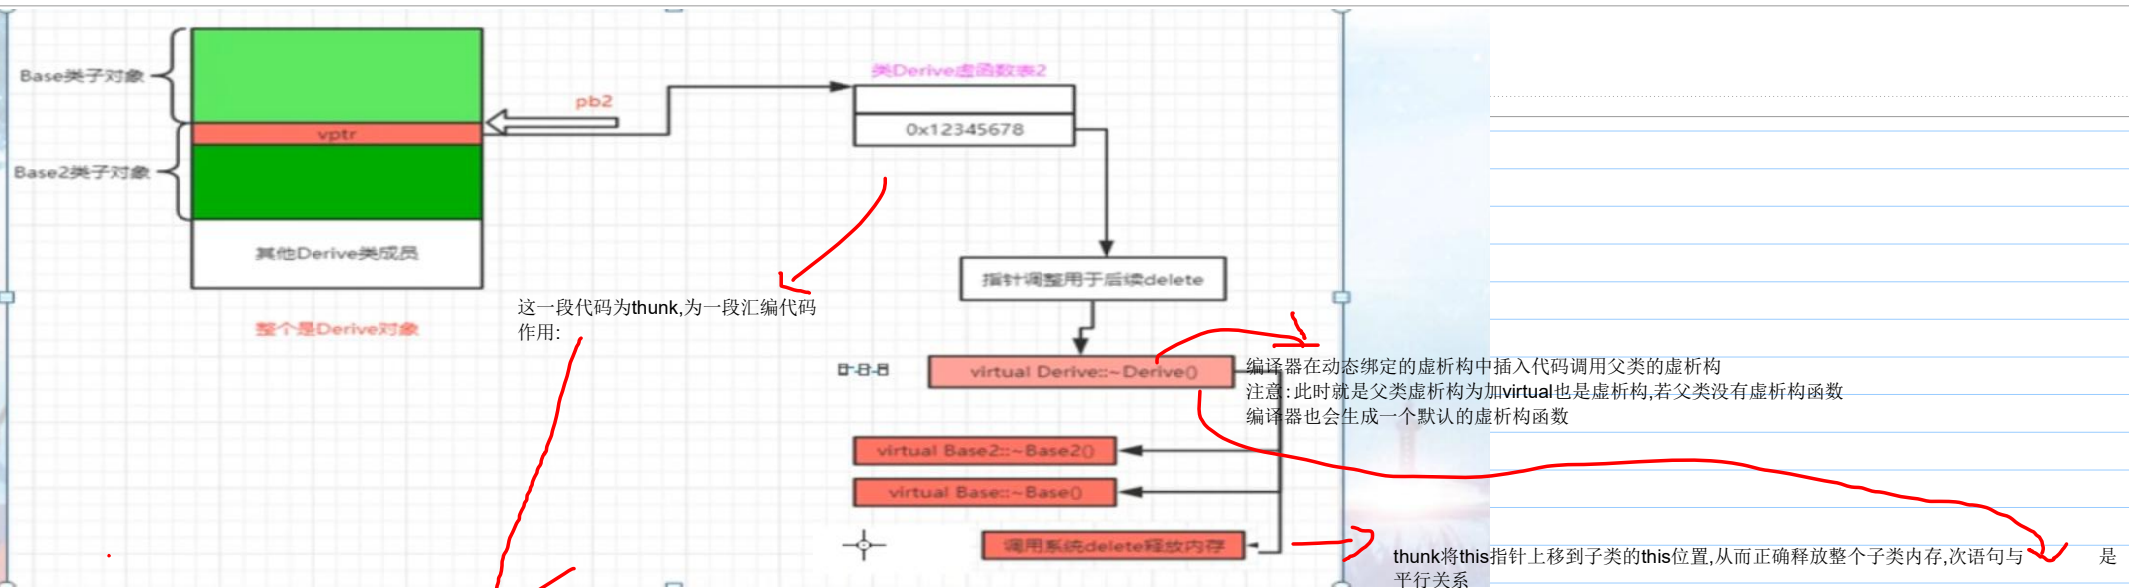 Base类子对象
类Derive虚函数表2
pb2
vptr
0x12345678
Base2类子对象
其他Derive类成员
指针调整用于后续delete
这一段代码为thunk,为一段汇编代码
作用:
整个是Derive对象
virtual Derive::~Derive()
编译器在动态绑定的虚析构中插入代码调用父类的虚析构
注意:此时就是父类虚析构为加virtual也是虚析构,若父类没有虚析构函数
编译器也会生成一个默认的虚析构函数
virtual Base2::~Base2()
virtual Base::~Base()
调用系统delete释放内存
thunk将this指针上移到子类的this位置,从而正确释放整个子类内存,次语句与 是
平行关系